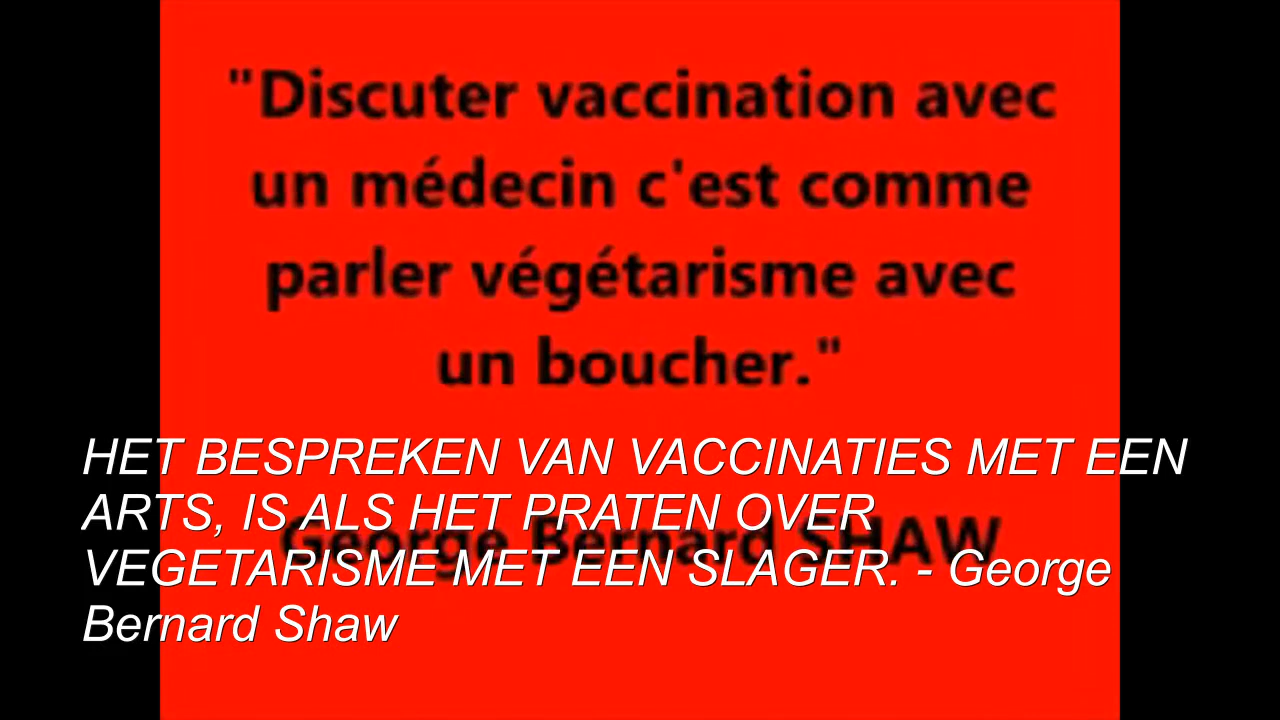 "Discuter vaccination avec
un médecin c'est comme
parler végétarisme avec
un boucher."
George Bernard SHAW
HET BESPREKEN VAN VACCINATIES MET EEN
ARTS, IS ALS HET PRATEN OVER
VEGETARISME MET EEN SLAGER. - George
Bernard Shaw